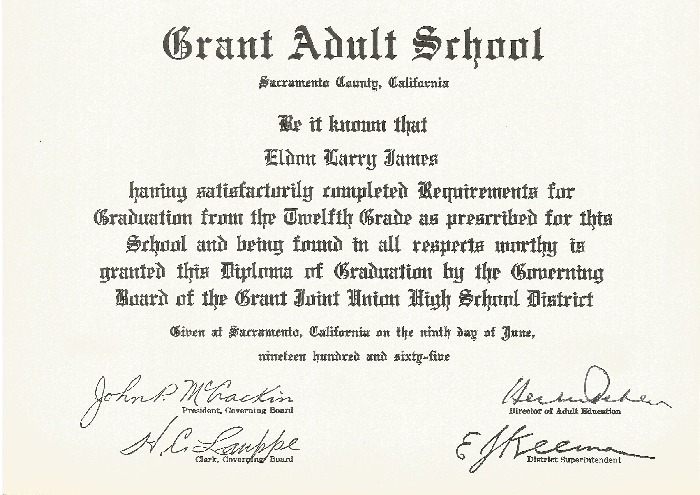 Grant Adult School
Sacramento County, California
Be it known that
Eldon Larry James
having satisfactorily completed Requirements for
Graduation from the Twelfth Grade as prescribed for this
School and being found in all respects worthy is
granted this Diploma of Graduation by the Governing
Board of the Grant Joint Union High School District
Given at Sacramento, California on the ninth day of June,
nineteen hundred and sixty-five
John P. McCrackin
President, Governing Board
Director of Adult Education
H. C. Lauppe
Clerk, Governing Board
E J Keema
District Superintendent